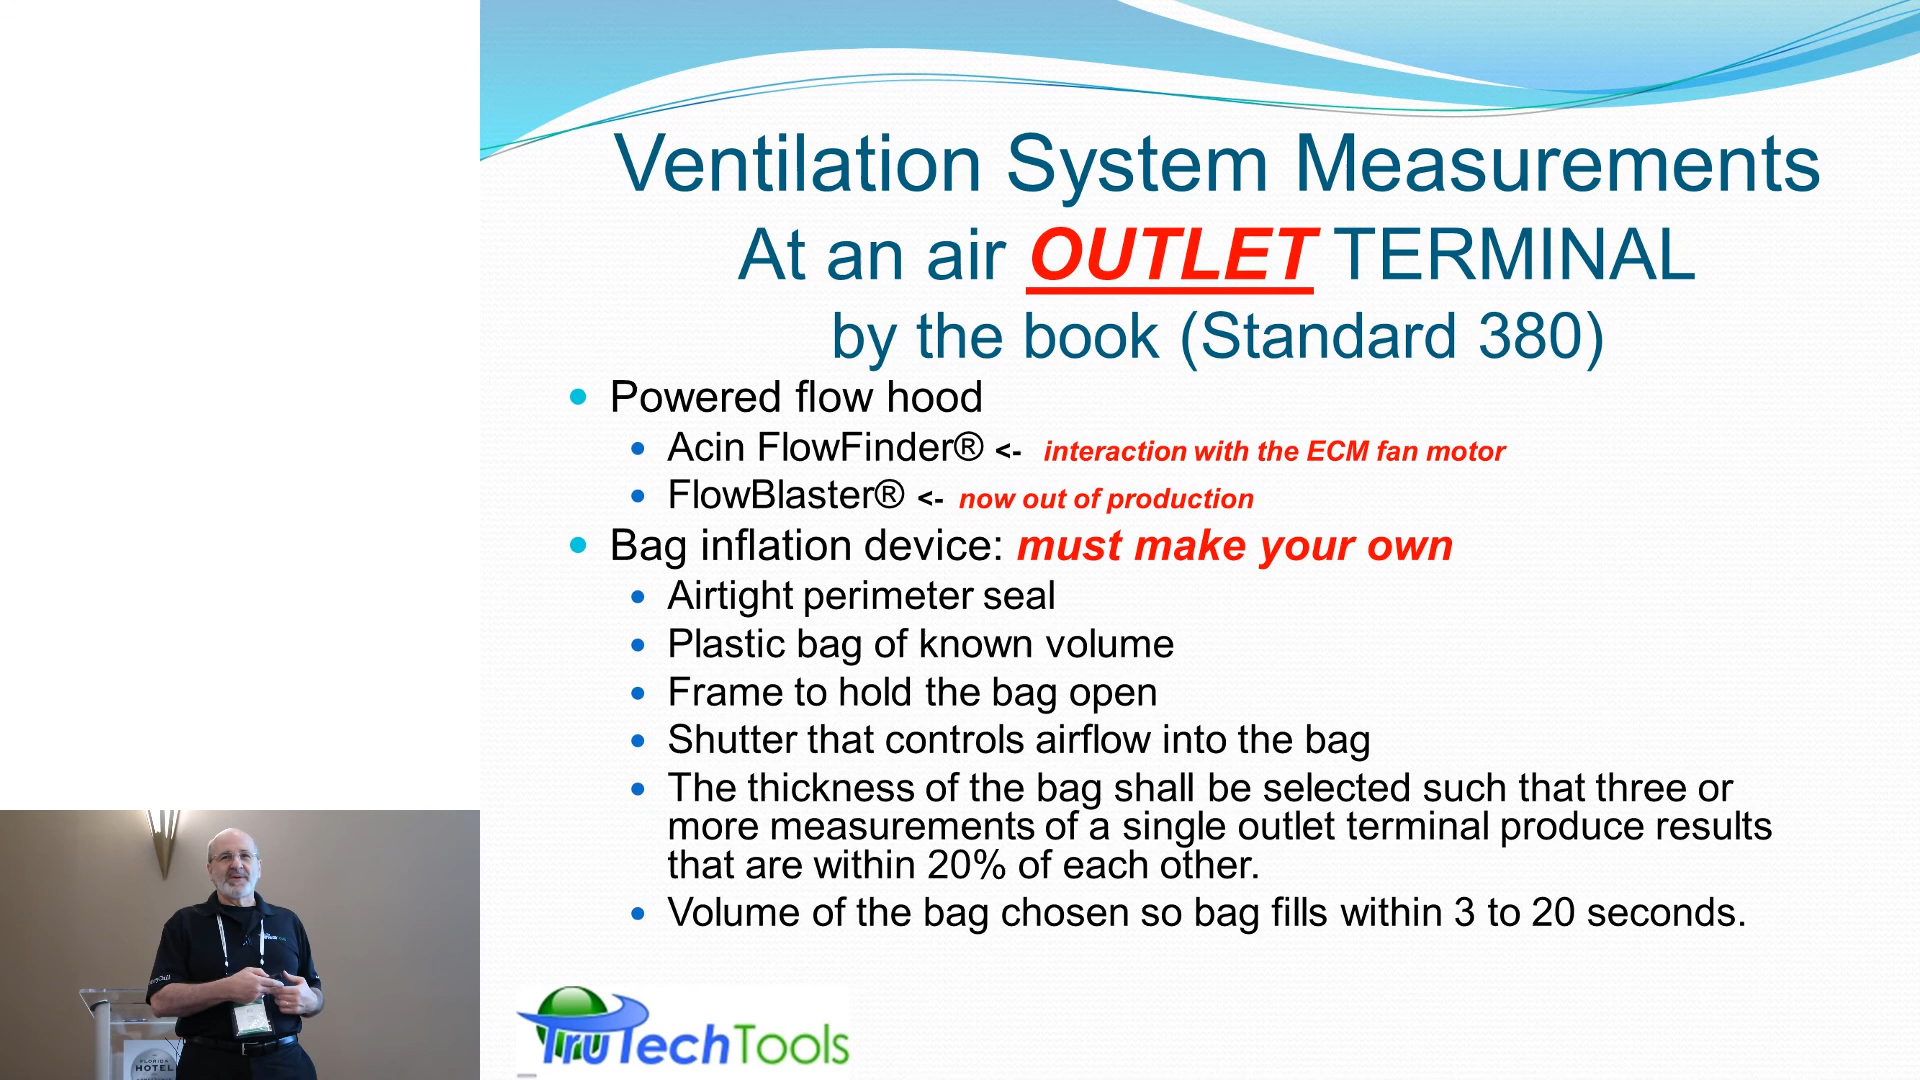 Ventilation System Measurements
At an air OUTLET TERMINAL
by the book (Standard 380)
Powered flow hood
Acin FlowFinder® <- interaction with the ECM fan motor
FlowBlaster® <- now out of production
Bag inflation device: must make your own
Airtight perimeter seal
Plastic bag of known volume
Frame to hold the bag open
Shutter that controls airflow into the bag
The thickness of the bag shall be selected such that three or
more measurements of a single outlet terminal produce results
that are within 20% of each other.
Volume of the bag chosen so bag fills within 3 to 20 seconds.
TruTechTools
FLORIDA
HOTEL